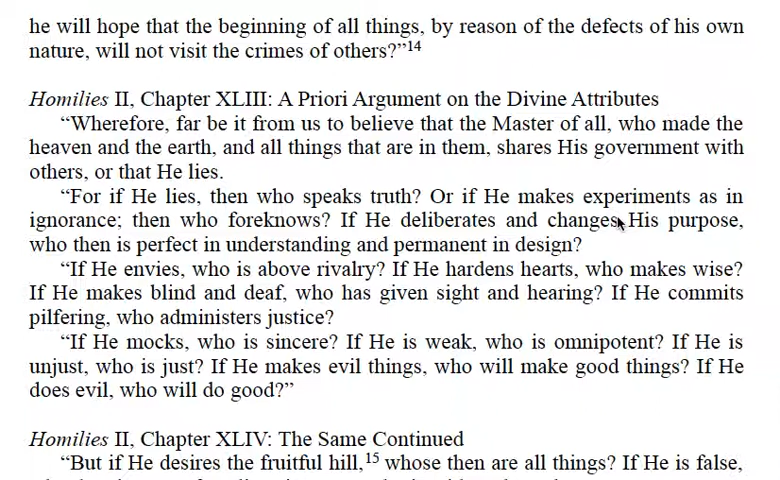 he will hope that the beginning of all things, by reason of the defects of his own
nature, will not visit the crimes of others?”14
Homilies II, Chapter XLIII: A Priori Argument on the Divine Attributes
“Wherefore, far be it from us to believe that the Master of all, who made the
heaven and the earth, and all things that are in them, shares His government with
others, or that He lies.
“For if He lies, then who speaks truth? Or if He makes experiments as in
ignorance; then who foreknows? If He deliberates and changes His purpose,
who then is perfect in understanding and permanent in design?
“If He envies, who is above rivalry? If He hardens hearts, who makes wise?
If He makes blind and deaf, who has given sight and hearing? If He commits
pilfering, who administers justice?
“If He mocks, who is sincere? If He is weak, who is omnipotent? If He is
unjust, who is just? If He makes evil things, who will make good things? If He
does evil, who will do good?”
Homilies II, Chapter XLIV: The Same Continued
“But if He desires the fruitful hill,15 whose then are all things? If He is false,